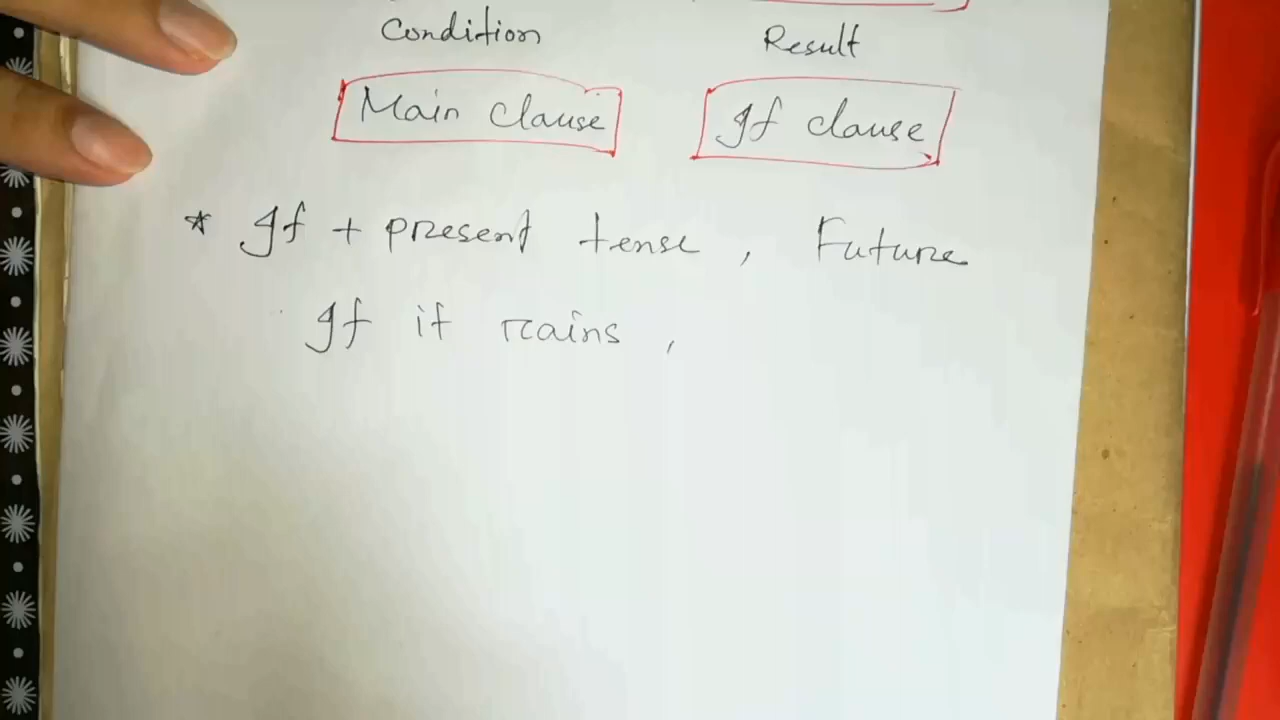 Condition Result
Main Clause If clause
* If + present tense , Future
If it rains ,